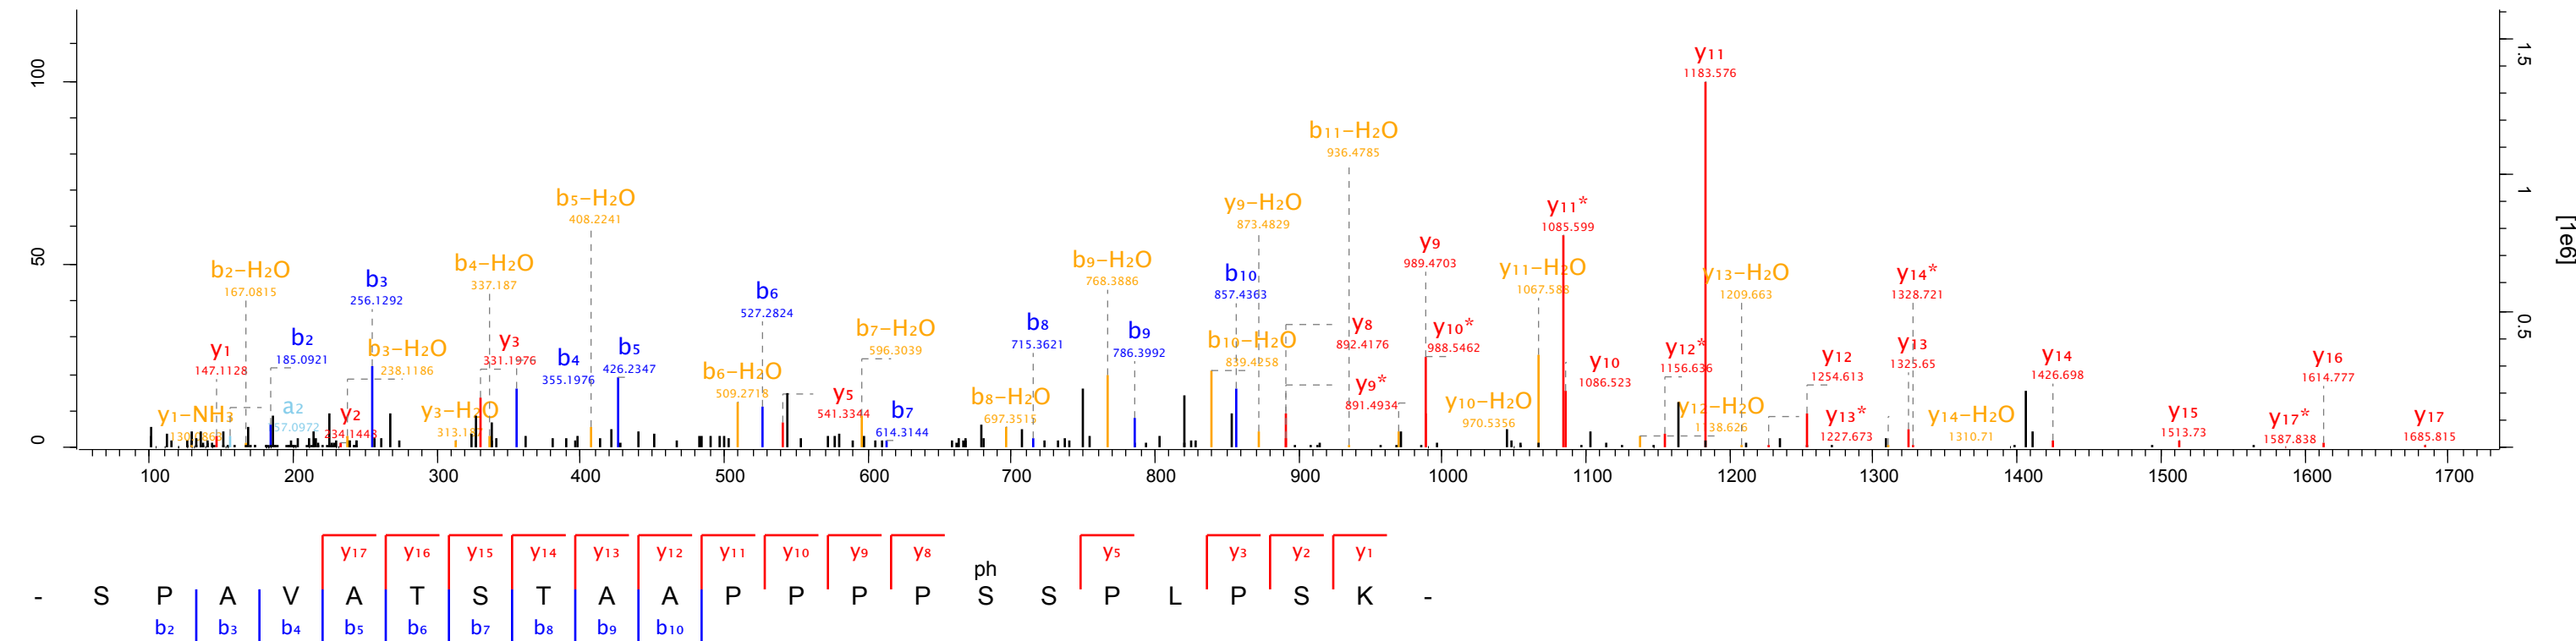 y11
1183.576
b11–H2O
936.4785
b5–H2O
408.2241
y9–H2O
873.4829
y11*
1085.599
b2–H2O
167.0815
b3
256.1292
b4–H2O
337.187
b6
527.2824
b9–H2O
768.3886
b10
857.4363
y9
989.4703
y11–H2O
1067.588
y13–H2O
1209.663
y14*
1328.721
y1
147.1128
b2
185.0921
b3–H2O
238.1186
y3
331.1976
b4
355.1976
b5
426.2347
b7–H2O
596.3039
b8
715.3621
b9
786.3992
b10–H2O
839.4258
y8
892.4176
y10*
988.5462
y10
1086.523
y12*
1156.636
y12
1254.613
y13
1325.65
y14
1426.698
y16
1614.777
y1–NH3
a2
y2
234.1448
y3–H2O
b6–H2O
509.2718
y5
541.3344
b7
614.3144
b8–H2O
697.3515
y9*
891.4934
y10–H2O
970.5356
y12–H2O
1138.626
y13*
1227.673
y14–H2O
1310.71
y15
1513.73
y17*
1587.838
y17
1685.815
0 50 100
0.5 1 1.5
[1e6]
100 200 300 400 500 600 700 800 900 1000 1100 1200 1300 1400 1500 1600 1700
y17 y16 y15 y14 y13 y12 y11 y10 y9 y8 y5 y3 y2 y1
ph
- S P A V A T S T A A P P P P S S P L P S K -
b2 b3 b4 b5 b6 b7 b8 b9 b10